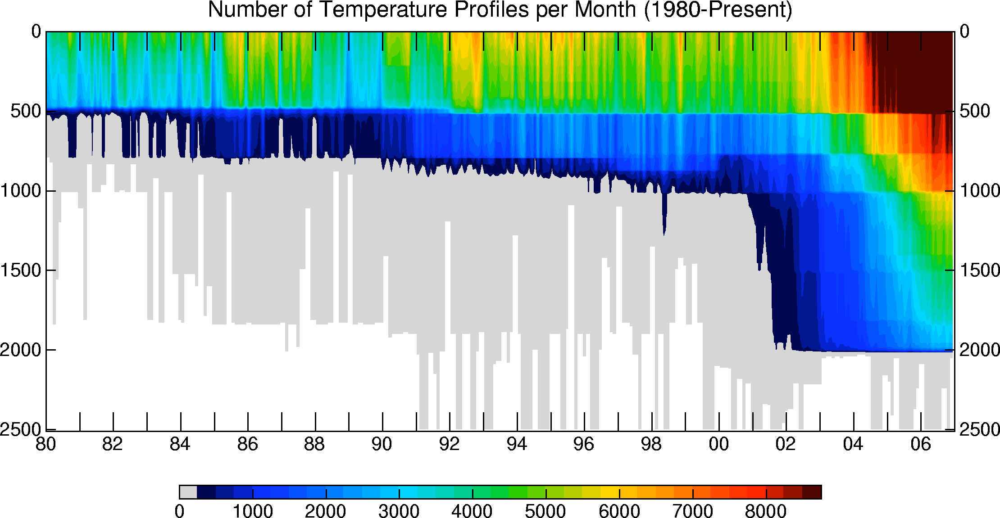 Number of Temperature Profiles per Month (1980-Present)
0 0
500 500
1000 1000
1500 1500
2000 2000
2500 2500
80 82 84 86 88 90 92 94 96 98 00 02 04 06
0 1000 2000 3000 4000 5000 6000 7000 8000